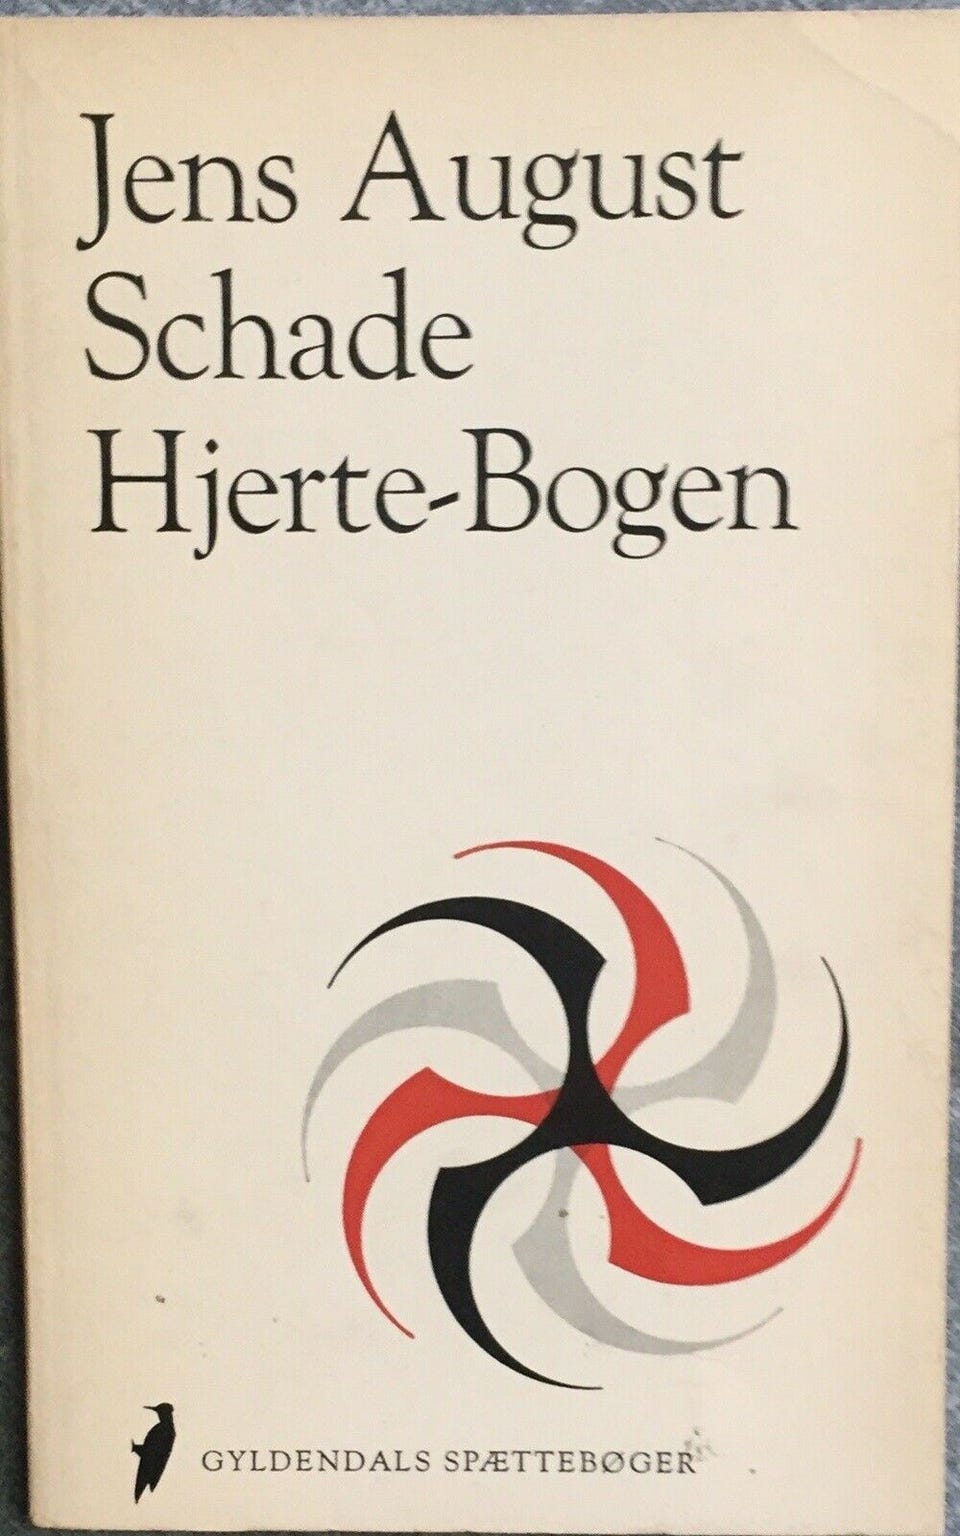 Jens August
Schade
Hjerte-Bogen
GYLDENDALS SPÆTTEBØGER